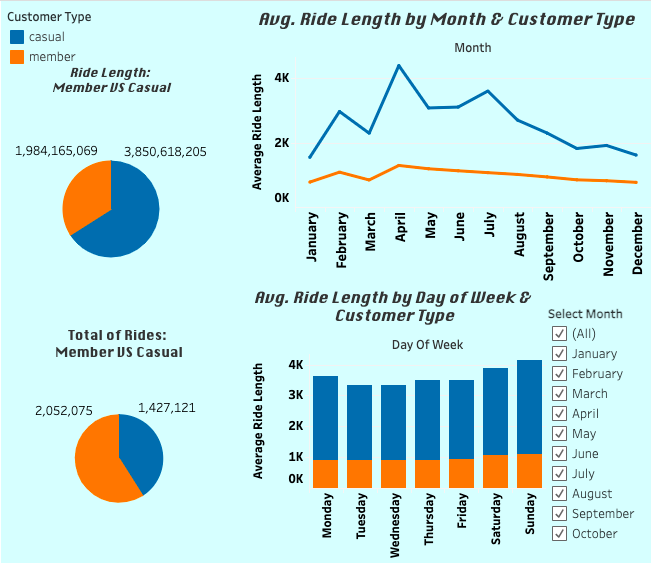 Customer Type
casual
member
Ride Length:
Member VS Casual
1,984,165,069
3,850,618,205
Avg. Ride Length by Month & Customer Type
Month
Average Ride Length
4K
2K
0K
January
February
March
April
May
June
July
August
September
October
November
December
Total of Rides:
Member VS Casual
2,052,075
1,427,121
Avg. Ride Length by Day of Week &
Customer Type
Day Of Week
Average Ride Length
4K
3K
2K
1K
0K
Monday
Tuesday
Wednesday
Thursday
Friday
Saturday
Sunday
Select Month
(All)
January
February
March
April
May
June
July
August
September
October